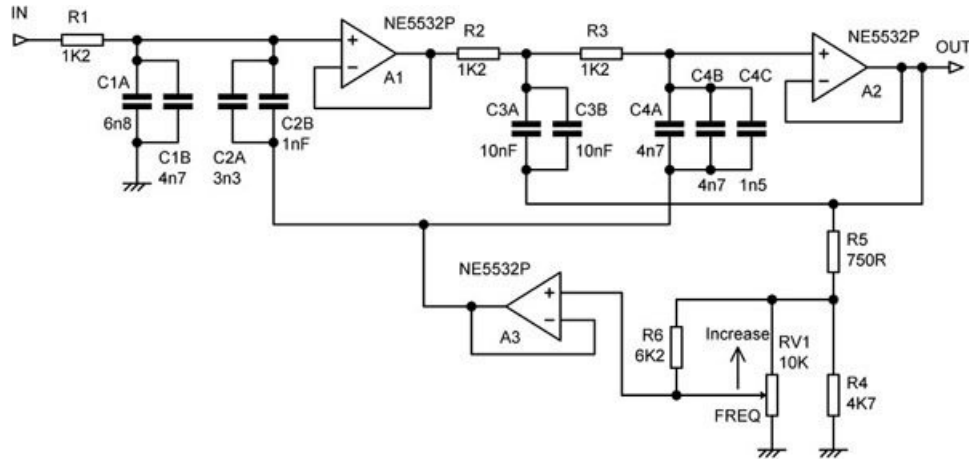 IN
R1
1K2
NE5532P
A1
R2
1K2
R3
1K2
NE5532P
A2
OUT
C1A
6n8
C1B
4n7
C2A
3n3
C2B
1nF
C3A
10nF
C3B
10nF
C4A
4n7
C4B
4n7
C4C
1n5
R5
750R
NE5532P
A3
R6
6K2
Increase
RV1
10K
FREQ
R4
4K7